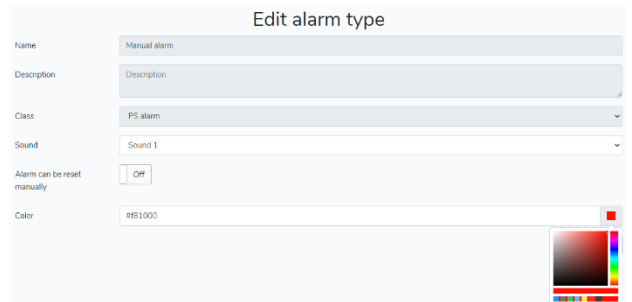 Edit alarm type
Name
Manual alarm
Description
Description
Class
PS alarm
Sound
Sound 1
Alarm can be reset
manually
Off
Color
#f81000